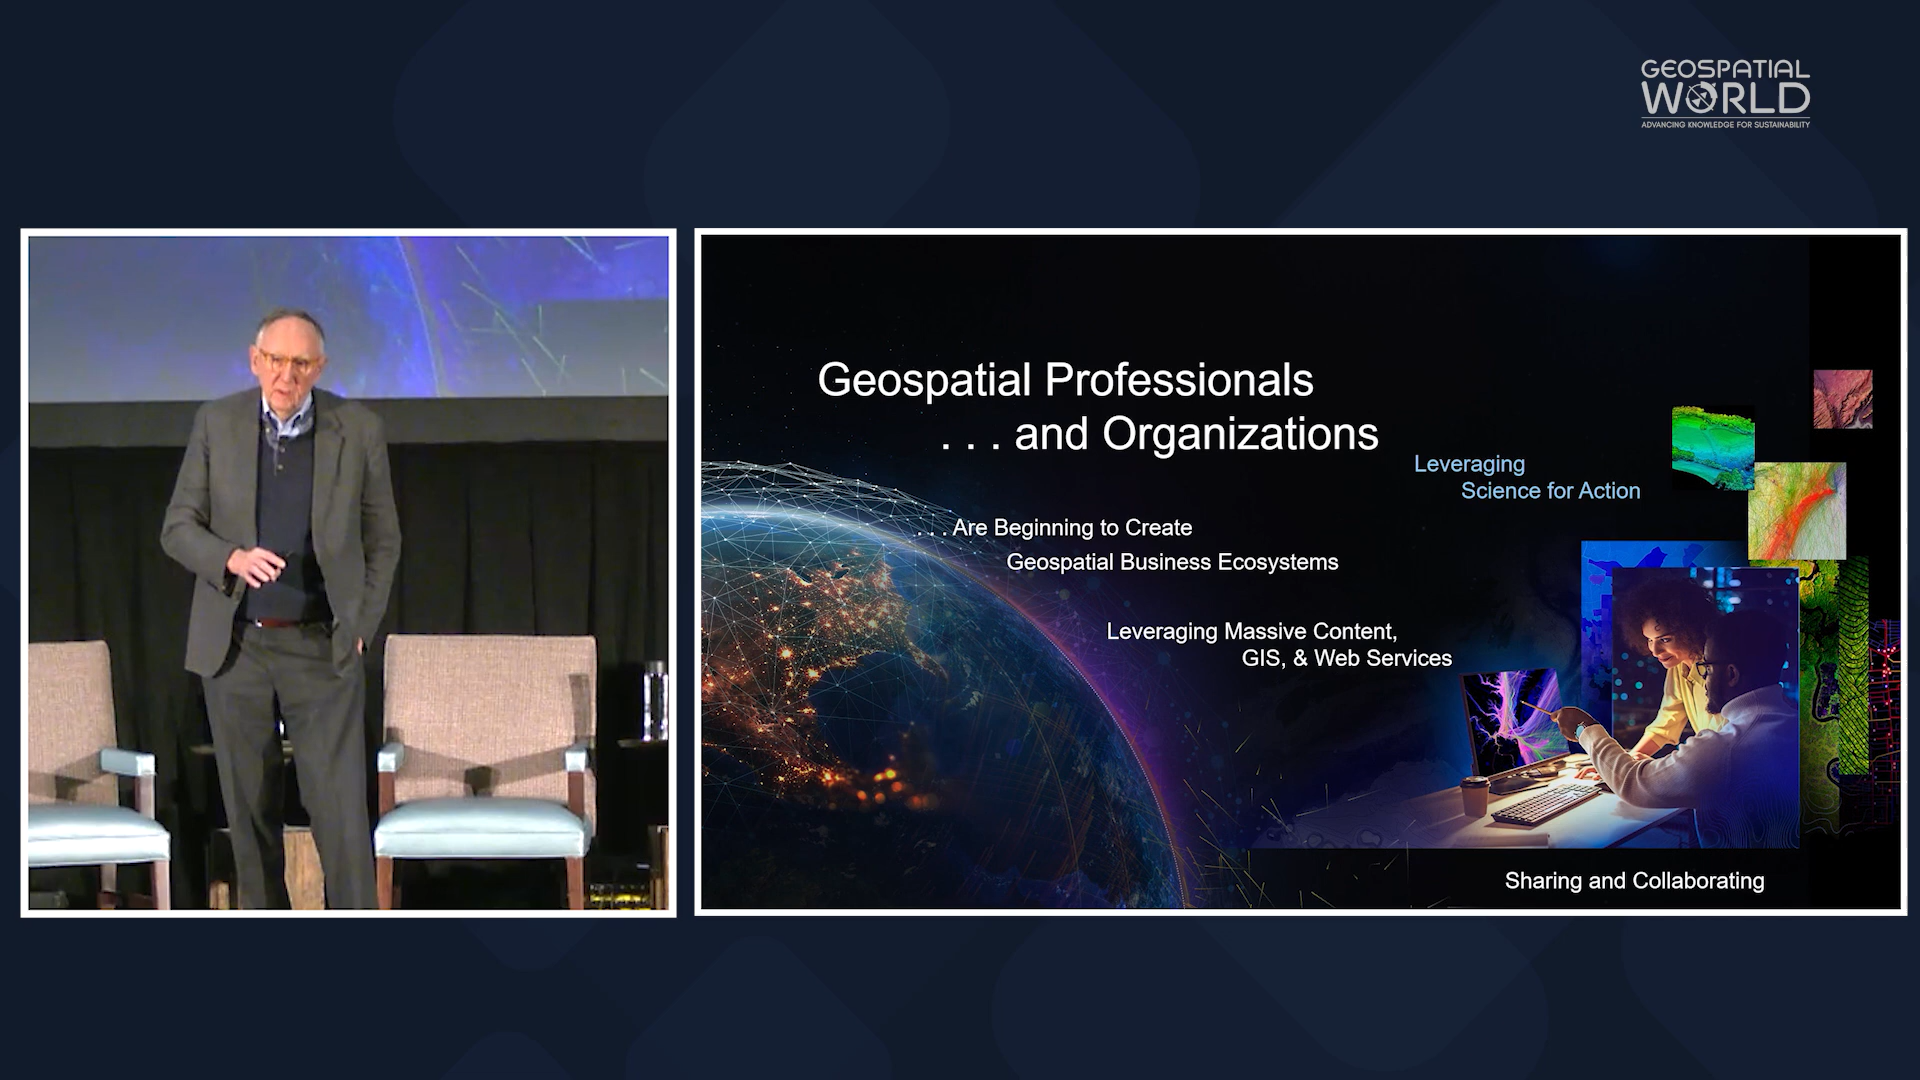 GEOSPATIAL
WORLD
ADVANCING KNOWLEDGE FOR SUSTAINABILITY
Geospatial Professionals
. . . and Organizations
Leveraging
Science for Action
. . . Are Beginning to Create
Geospatial Business Ecosystems
Leveraging Massive Content,
GIS, & Web Services
Sharing and Collaborating